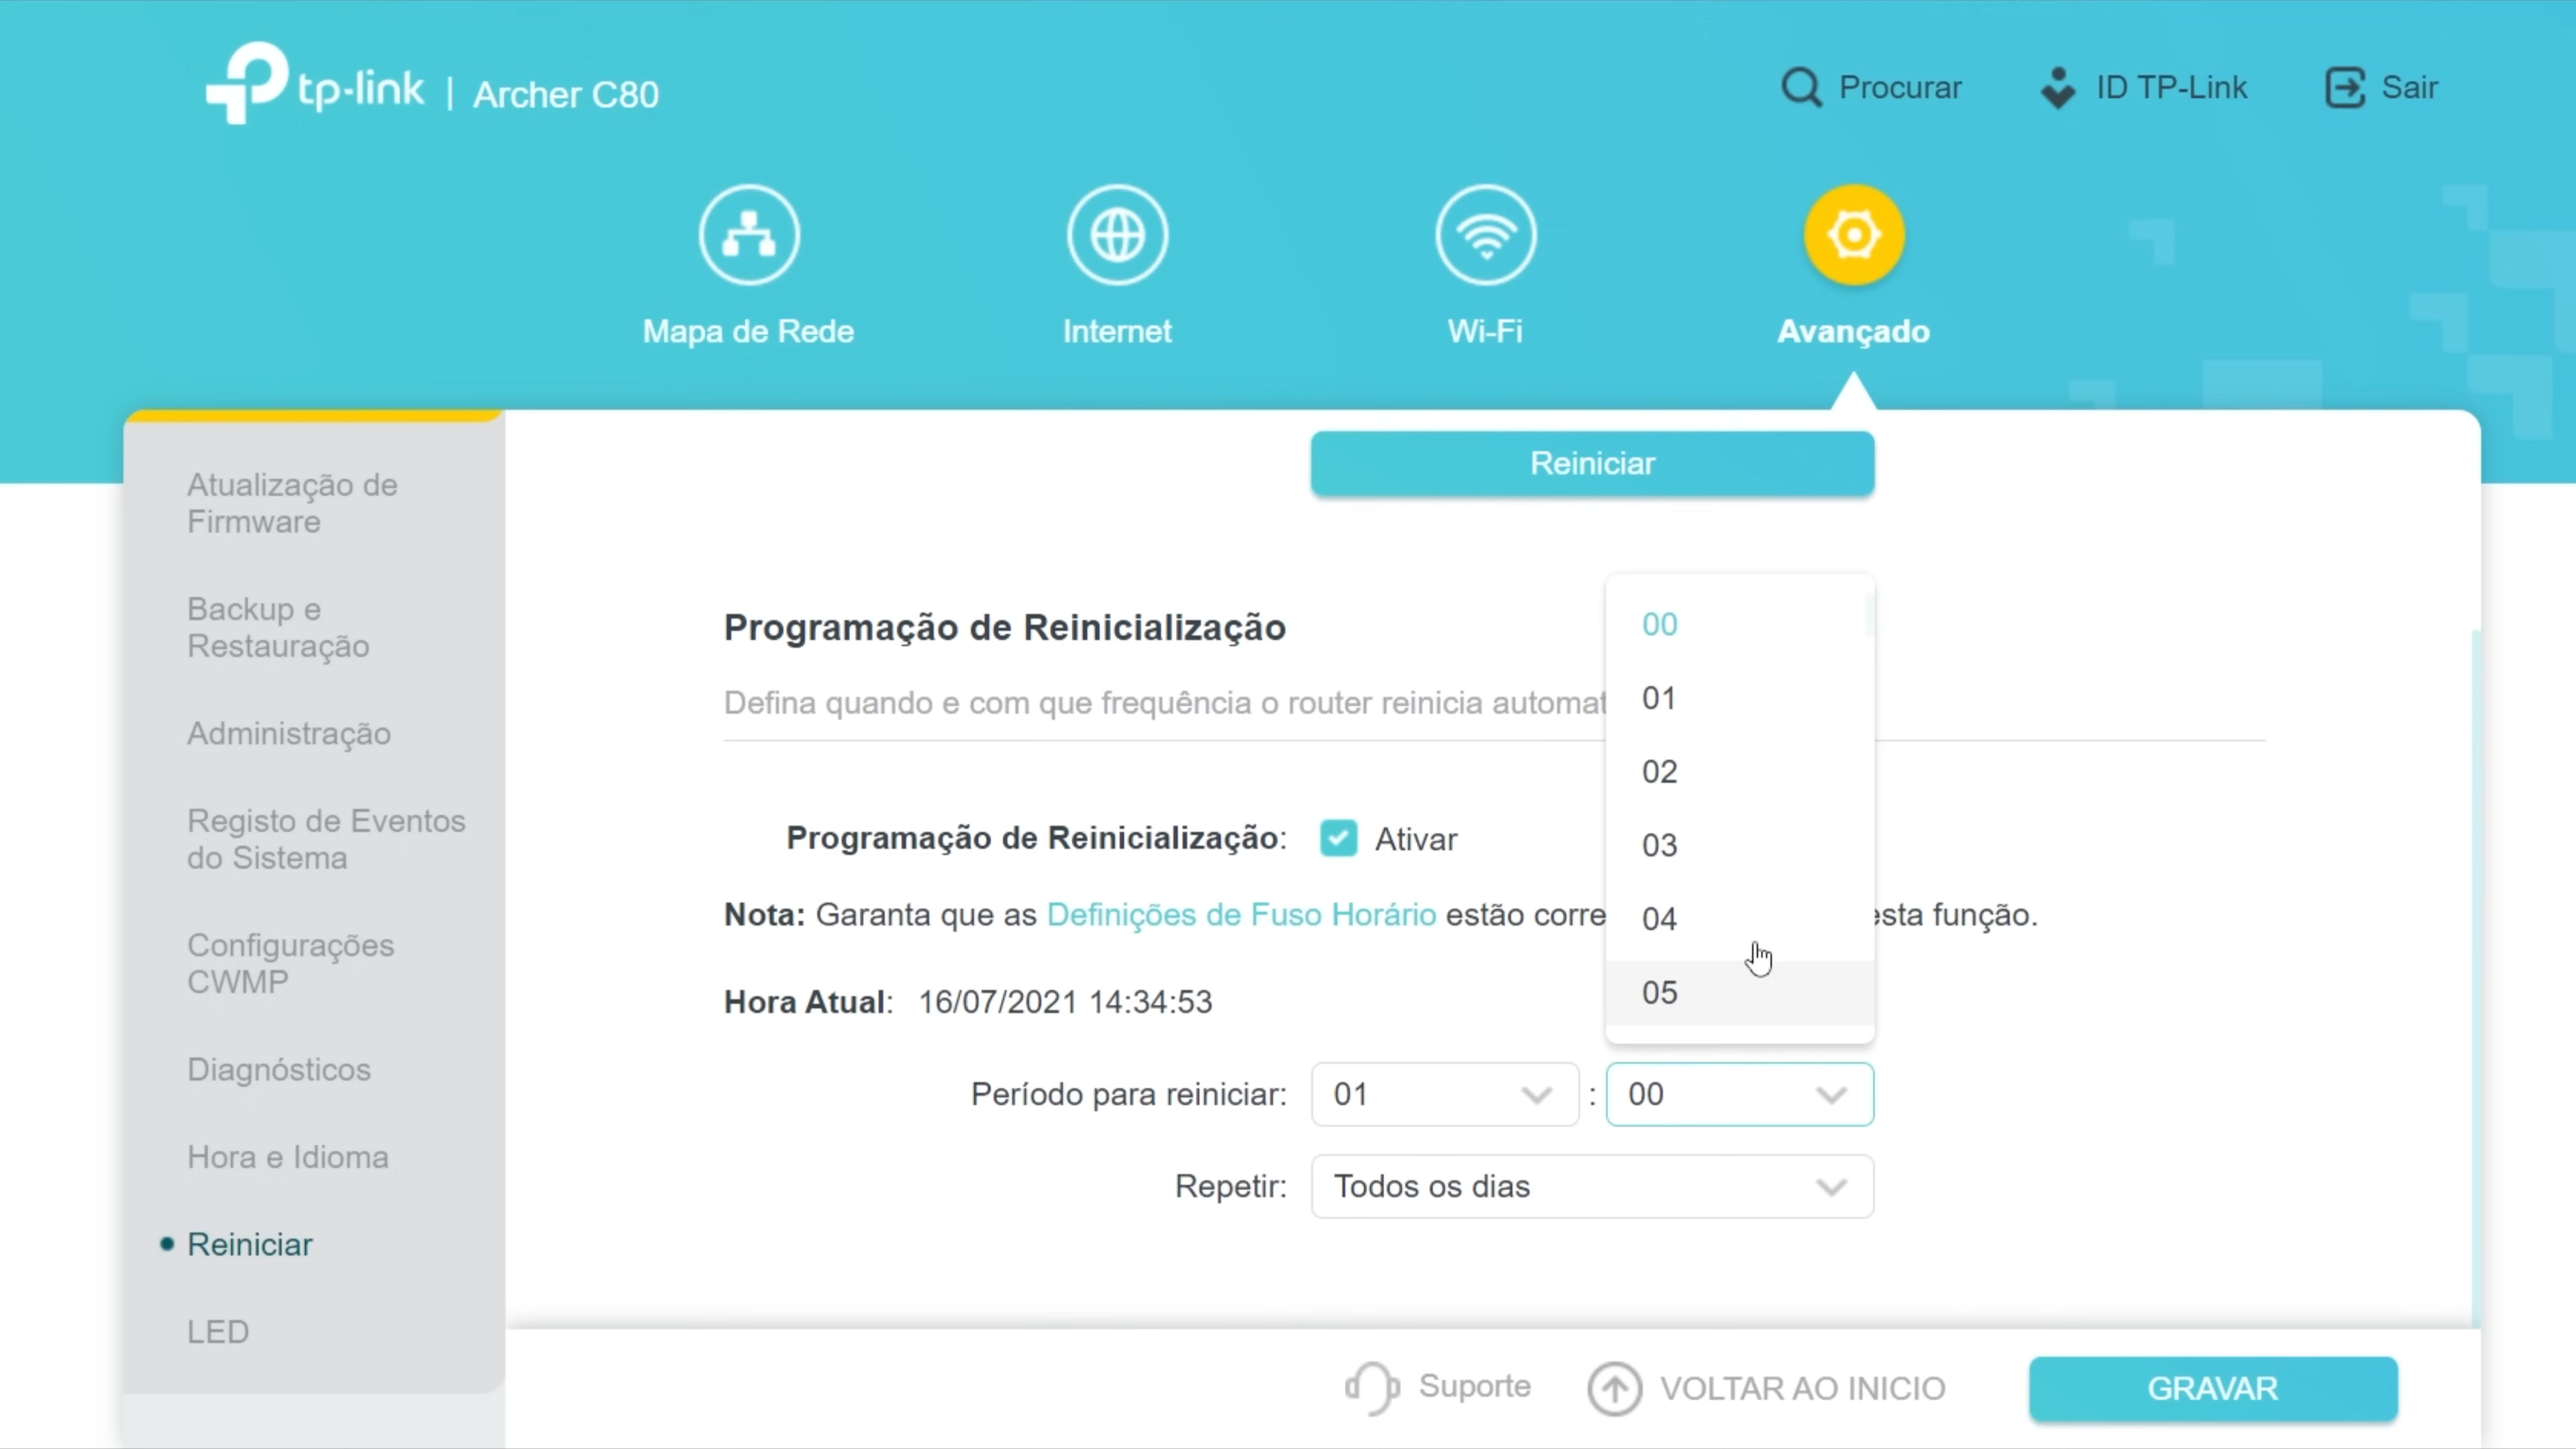 tp-link | Archer C80
Procurar
ID TP-Link
Sair
Mapa de Rede
Internet
Wi-Fi
Avançado
Atualização de
Firmware
Backup e
Restauração
Administração
Registo de Eventos
do Sistema
Configurações
CWMP
Diagnósticos
Hora e Idioma
Reiniciar
LED
Reiniciar
Programação de Reinicialização
Defina quando e com que frequência o router reinicia automat
Programação de Reinicialização: Ativar
Nota: Garanta que as Definições de Fuso Horário estão corre esta função.
Hora Atual: 16/07/2021 14:34:53
00
01
02
03
04
05
Período para reiniciar: 01 : 00
Repetir: Todos os dias
Suporte
VOLTAR AO INICIO
GRAVAR